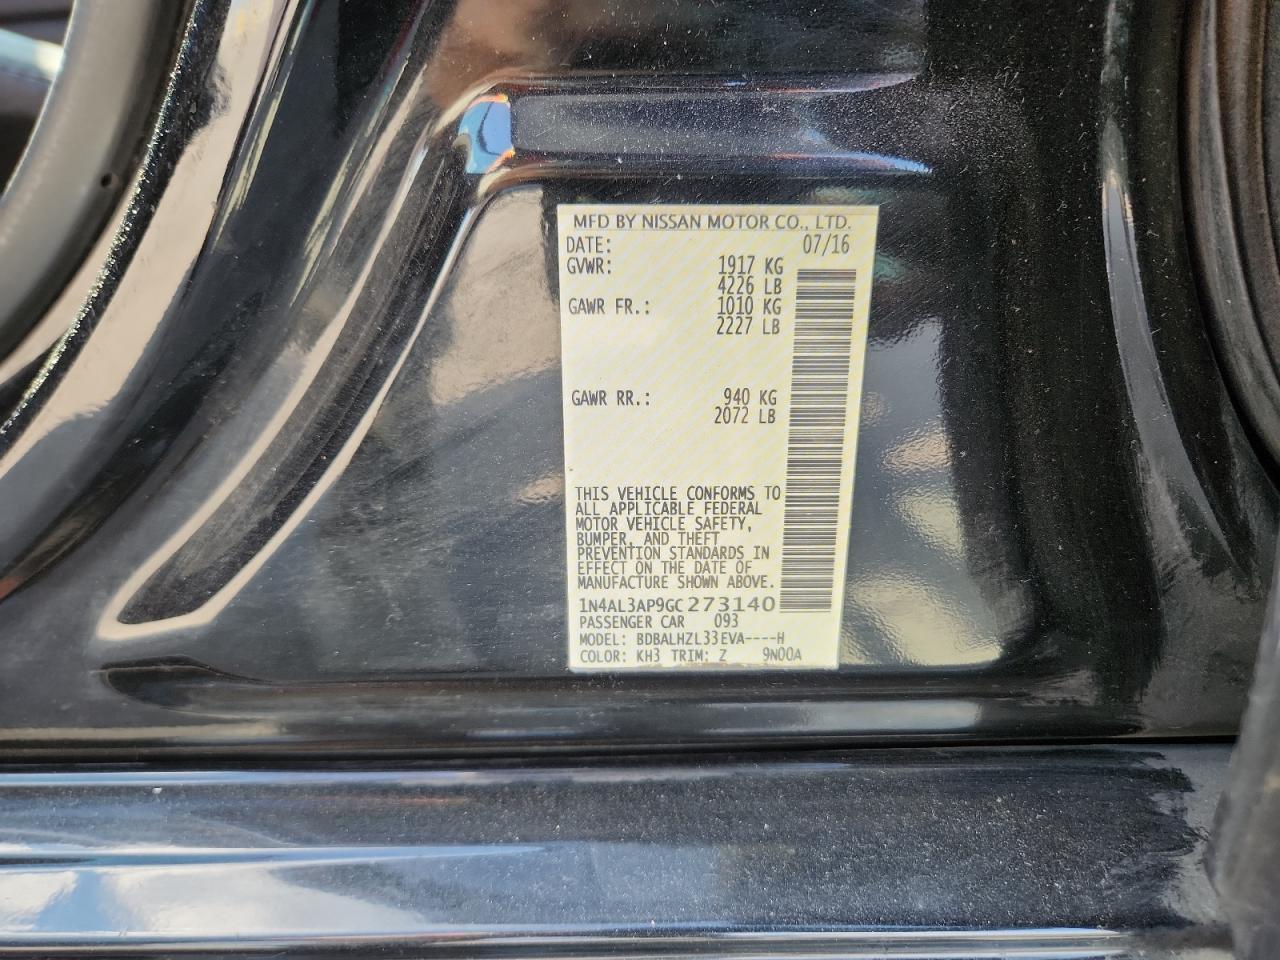 MFD BY NISSAN MOTOR CO., LTD.
DATE: 07/16
GVWR: 1917 KG
4226 LB
GAWR FR.: 1010 KG
2227 LB
GAWR RR.: 940 KG
2072 LB
THIS VEHICLE CONFORMS TO
ALL APPLICABLE FEDERAL
MOTOR VEHICLE SAFETY,
BUMPER, AND THEFT
PREVENTION STANDARDS IN
EFFECT ON THE DATE OF
MANUFACTURE SHOWN ABOVE.
1N4AL3AP9GC273140
PASSENGER CAR 093
MODEL: BDBALHZL33EVA----H
COLOR: KH3 TRIM: Z 9N00A